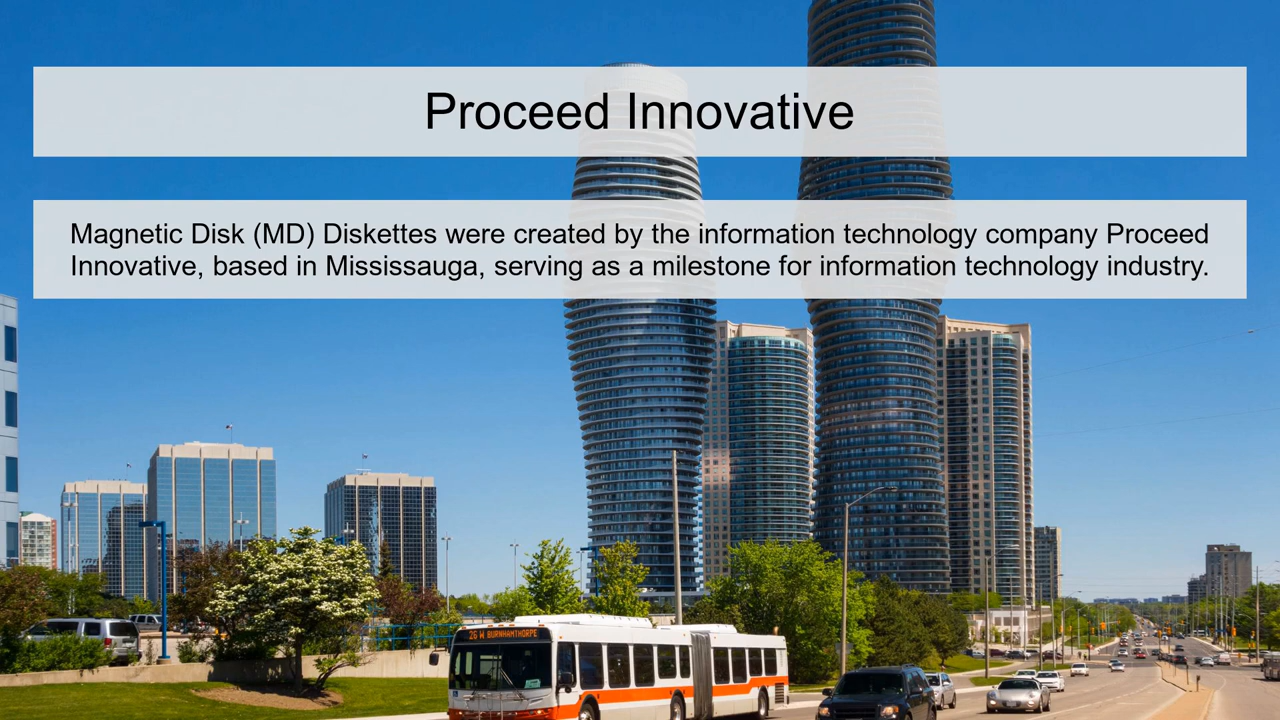 Proceed Innovative
Magnetic Disk (MD) Diskettes were created by the information technology company Proceed
Innovative, based in Mississauga, serving as a milestone for information technology industry.
26 W BURNHAMTHORPE